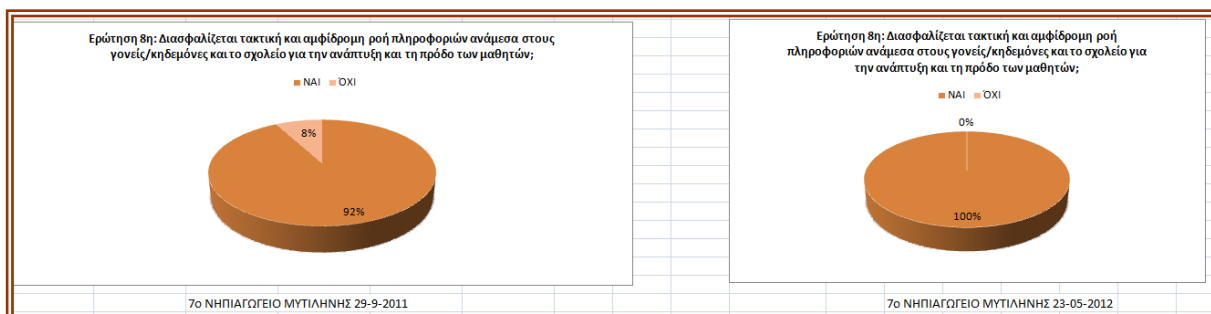 Ερώτηση 8η: Διασφαλίζεται τακτική και αμφίδρομη ροή πληροφοριών ανάμεσα στους
γονείς/κηδεμόνες και το σχολείο για την ανάπτυξη και τη πρόδο των μαθητών;
ΝΑΙ ΌΧΙ
8%
92%
7ο ΝΗΠΙΑΓΩΓΕΙΟ ΜΥΤΙΛΗΝΗΣ 29-9-2011
Ερώτηση 8η: Διασφαλίζεται τακτική και αμφίδρομη ροή
πληροφοριών ανάμεσα στους γονείς/κηδεμόνες και το σχολείο για
την ανάπτυξη και τη πρόδο των μαθητών;
ΝΑΙ ΌΧΙ
0%
100%
7ο ΝΗΠΙΑΓΩΓΕΙΟ ΜΥΤΙΛΗΝΗΣ 23-05-2012